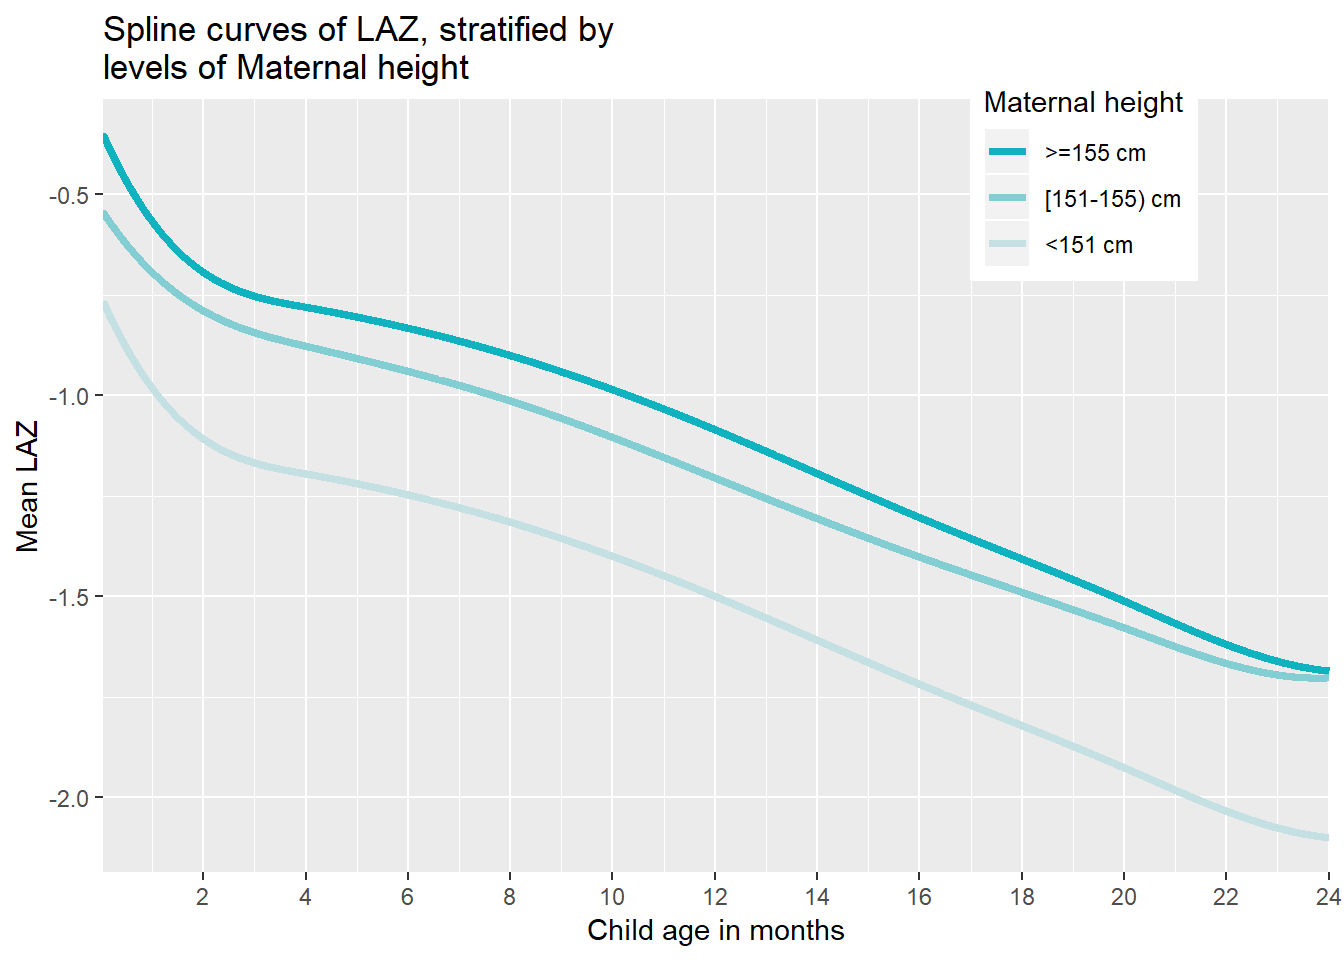 Spline curves of LAZ, stratified by
levels of Maternal height
Maternal height
>=155 cm
[151-155) cm
<151 cm
Mean LAZ
-0.5
-1.0
-1.5
-2.0
2 4 6 8 10 12 14 16 18 20 22 24
Child age in months